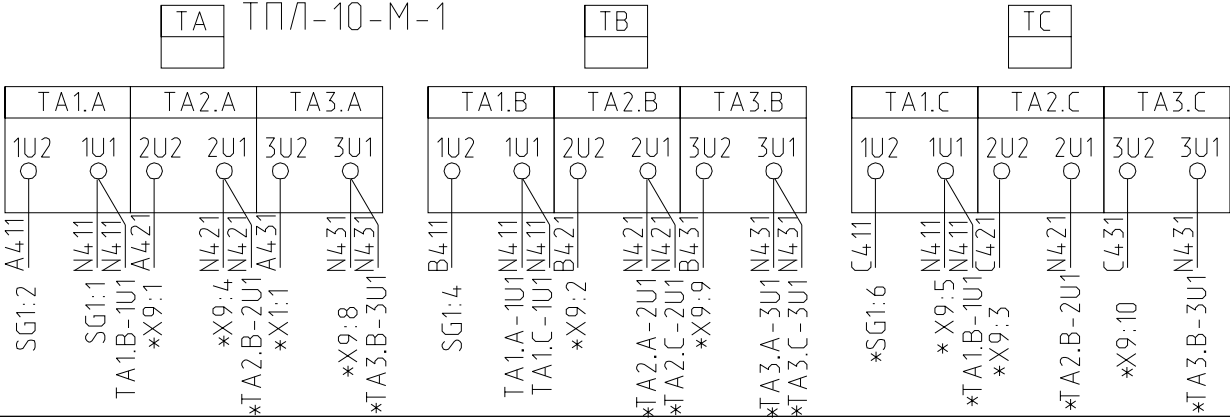 TA ТПЛ-10-М-1
TB
TC
TA1.A TA2.A TA3.A
TA1.B TA2.B TA3.B
TA1.C TA2.C TA3.C
1U2 1U1 2U2 2U1 3U2 3U1
1U2 1U1 2U2 2U1 3U2 3U1
1U2 1U1 2U2 2U1 3U2 3U1
A411
SG1:2
N411
SG1:1
N411
TA1.B-1U1
A421
*X9:1
N421
*X9:4
N421
*TA2.B-2U1
A431
*X1:1
N431
*X9:8
N431
*TA3.B-3U1
B411
SG1:4
N411
TA1.A-1U1
N411
TA1.C-1U1
B421
*X9:2
N421
*TA2.A-2U1
N421
*TA2.C-2U1
B431
*X9:9
N431
*TA3.A-3U1
N431
*TA3.C-3U1
C411
*SG1:6
N411
*X9:5
N411
*TA1.B-1U1
C421
*X9:3
N421
*TA2.B-2U1
C431
*X9:10
N431
*TA3.B-3U1